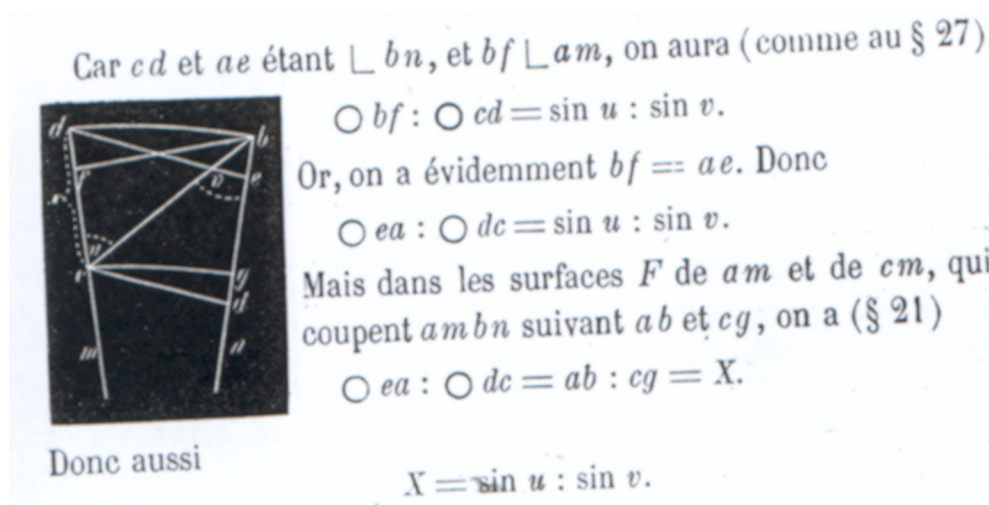 Car cd et ae étant ∟ bn, et bf ∟ am, on aura (comme au § 27)
○ bf : ○ cd = sin u : sin v.
Or, on a évidemment bf = ae. Donc
○ ea : ○ dc = sin u : sin v.
Mais dans les surfaces F de am et de cm, qui
coupent ambn suivant ab et cg, on a (§ 21)
○ ea : ○ dc = ab : cg = X.
d
b
f
v
e
s
u
c
g
d
m
n
Donc aussi
X = sin u : sin v.